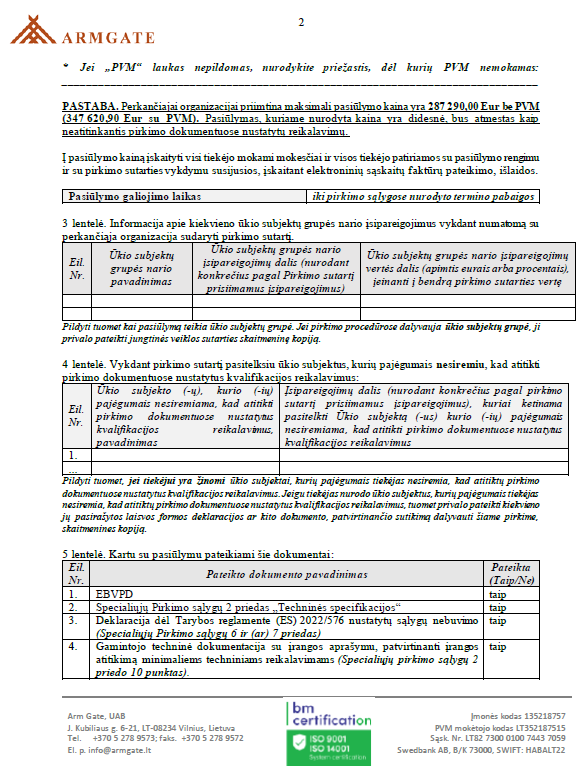 2
ARMGATE
* Jei „PVM“ laukas nepildomas, nurodykite priežastis, dėl kurių PVM nemokamas:
PASTABA. Perkančiajai organizacijai priimtina maksimali pasiūlymo kaina yra 287 290,00 Eur be PVM
(347 620,90 Eur su PVM). Pasiūlymas, kuriame nurodyta kaina yra didesnė, bus atmestas kaip
neatitinkantis pirkimo dokumentuose nustatytų reikalavimų.
Į pasiūlymo kainą įskaityti visi tiekėjo mokami mokesčiai ir visos tiekėjo patiriamos su pasiūlymo rengimu
ir su pirkimo sutarties vykdymu susijusios, įskaitant elektroninių sąskaitų faktūrų pateikimo, išlaidos.
Pasiūlymo galiojimo laikas iki pirkimo sąlygose nurodyto termino pabaigos
3 lentelė. Informacija apie kiekvieno ūkio subjektų grupės nario įsipareigojimus vykdant numatomą su
perkančiąja organizacija sudaryti pirkimo sutartį.
Eil.
Nr.
Ūkio subjektų
grupės nario
pavadinimas
Ūkio subjektų grupės nario
įsipareigojimų dalis (nurodant
konkrečius pagal Pirkimo sutartį
prisiimamus įsipareigojimus)
Ūkio subjektų grupės nario įsipareigojimų
vertės dalis (apimtis eurais arba procentais),
įeinanti į bendrą pirkimo sutarties vertę
Pildyti tuomet kai pasiūlymą teikia ūkio subjektų grupė. Jei pirkimo procedūrose dalyvauja ūkio subjektų grupė, ji
privalo pateikti jungtinės veiklos sutarties skaitmeninę kopiją.
4 lentelė. Vykdant pirkimo sutartį pasitelksiu ūkio subjektus, kurių pajėgumais nesiremiu, kad atitikti
pirkimo dokumentuose nustatytus kvalifikacijos reikalavimus:
Eil.
Nr.
Ūkio subjekto (-ų), kurio (-ių)
pajėgumais nesiremiama, kad atitikti
pirkimo dokumentuose nustatytus
kvalifikacijos reikalavimus,
pavadinimas
Įsipareigojimų dalis (nurodant konkrečius pagal pirkimo
sutartį prisiimamus įsipareigojimus), kuriai ketinama
pasitelkti Ūkio subjektą (-us) kurio (-ių) pajėgumais
nesiremiama, kad atitikti pirkimo dokumentuose nustatytus
kvalifikacijos reikalavimus
1.
...
Pildyti tuomet, jei tiekėjui yra žinomi ūkio subjektai, kurių pajėgumais tiekėjas nesiremia, kad atitiktų pirkimo
dokumentuose nustatytus kvalifikacijos reikalavimus. Jeigu tiekėjas nurodo ūkio subjektus, kurių pajėgumais tiekėjas
nesiremia, kad atitiktų pirkimo dokumentuose nustatytus kvalifikacijos reikalavimus, tuomet privalo pateikti kiekvieno
jų pasirašytos laisvos formos deklaracijos ar kito dokumento, patvirtinančio sutikimą dalyvauti šiame pirkime,
skaitmenines kopiją.
5 lentelė. Kartu su pasiūlymu pateikiami šie dokumentai:
Eil.
Nr.
Pateikto dokumento pavadinimas
Pateikta
(Taip/Ne)
1. EBVPD taip
2. Specialiųjų Pirkimo sąlygų 2 priedas „Techninės specifikacijos“ taip
3. Deklaracija dėl Tarybos reglamente (ES) 2022/576 nustatytų sąlygų nebuvimo taip
(Specialiųjų Pirkimo sąlygų 6 ir (ar) 7 priedas)
4. Gamintojo techninė dokumentacija su įrangos aprašymu, patvirtinanti įrangos taip
atitikimą minimaliems techniniams reikalavimams (Specialiųjų pirkimo sąlygų 2
priedo 10 punktas).
Arm Gate, UAB
J. Kubiliaus g. 6-21, LT-08234 Vilnius, Lietuva
Tel. +370 5 278 9573; faks. +370 5 278 9572
El. p. info@armgate.lt
bm
certification
ISO 9001
ISO 14001
System certification
Įmonės kodas 135218757
PVM mokėtojo kodas LT352187515
Sąsk. Nr. LT82 7300 0100 7443 7059
Swedbank AB, B/K 73000, SWIFT: HABALT22